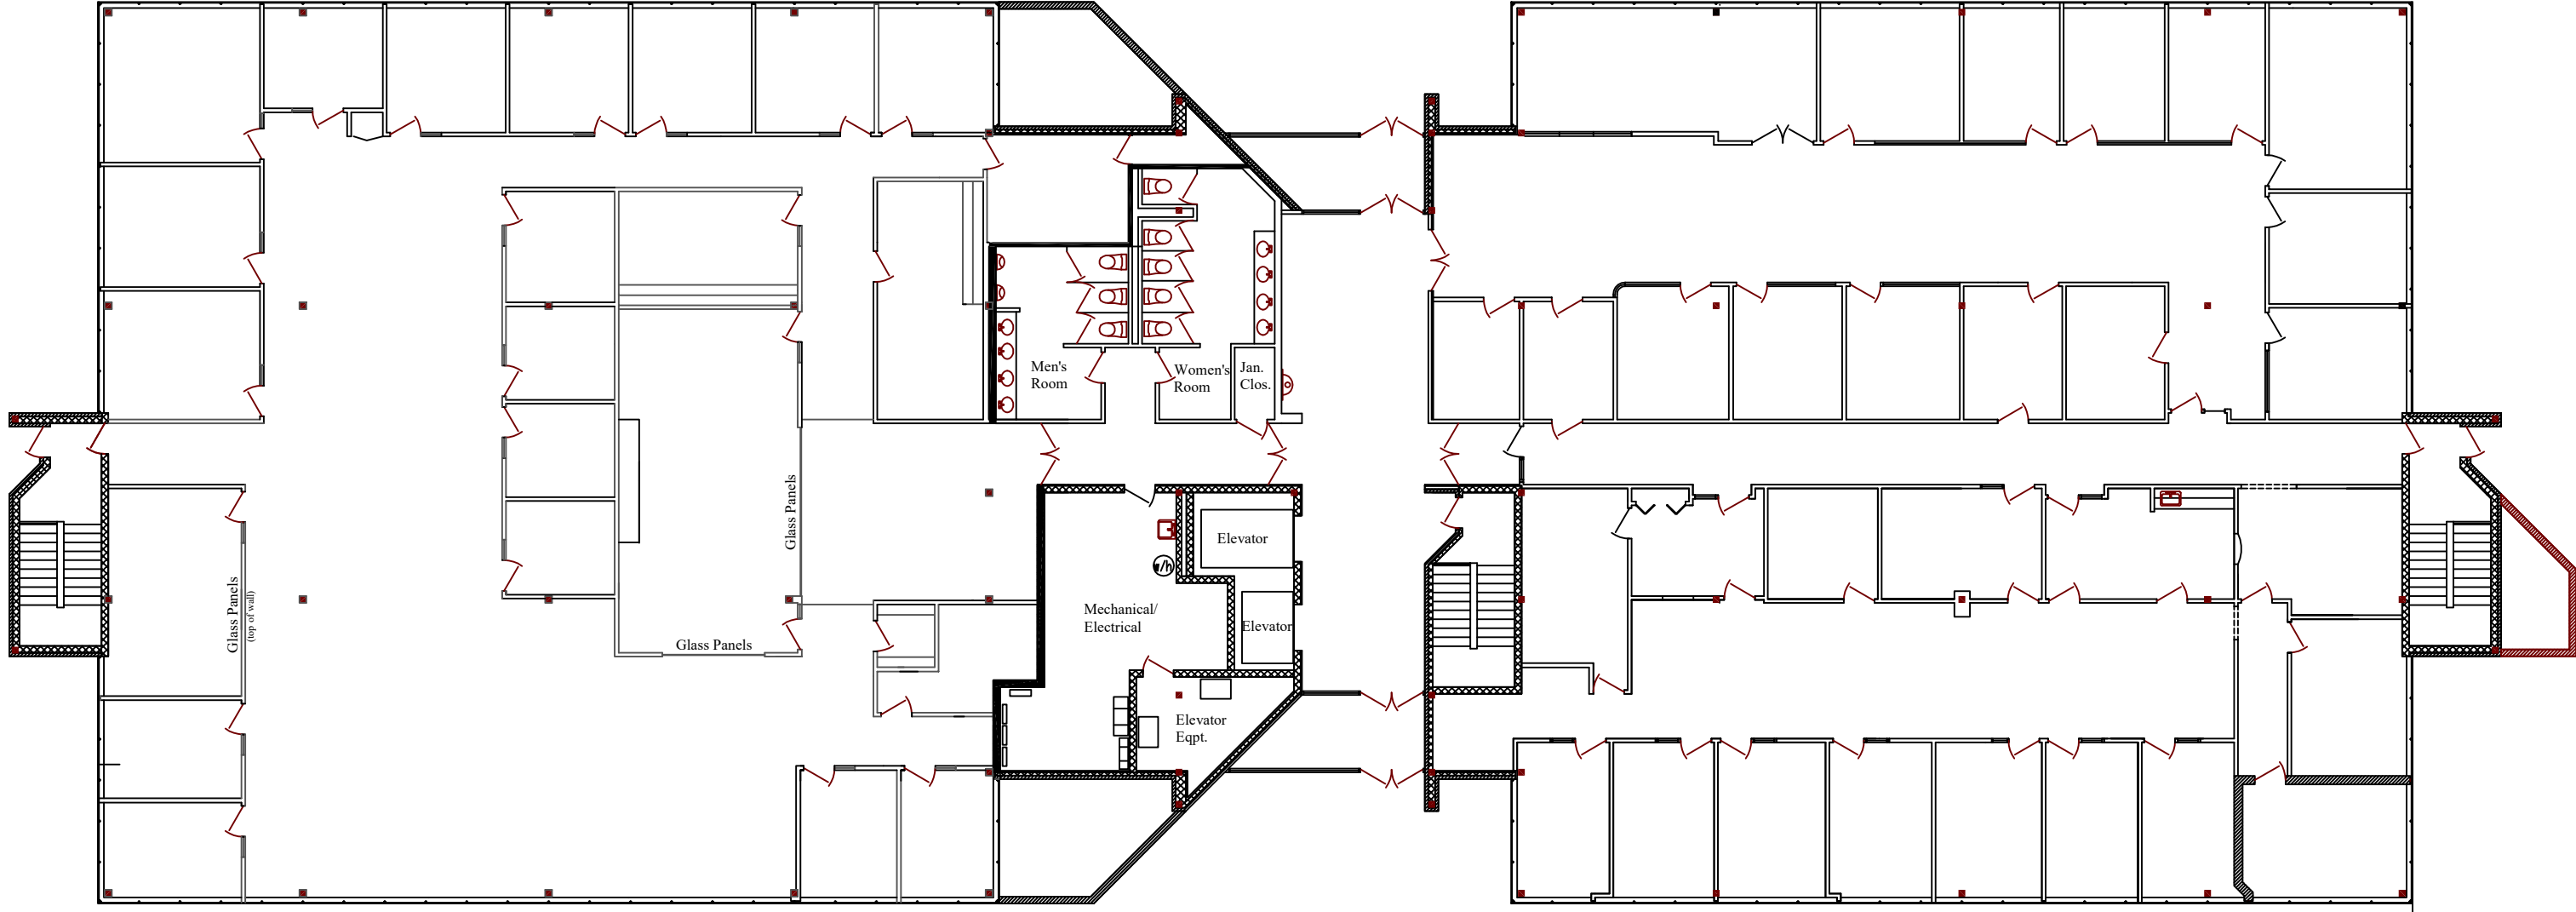 Men's
Room
Women's
Room
Jan.
Clos.
Glass Panels
Elevator
Glass Panels
(top of wall)
Mechanical/
Electrical
Elevator
Glass Panels
Elevator
Eqpt.